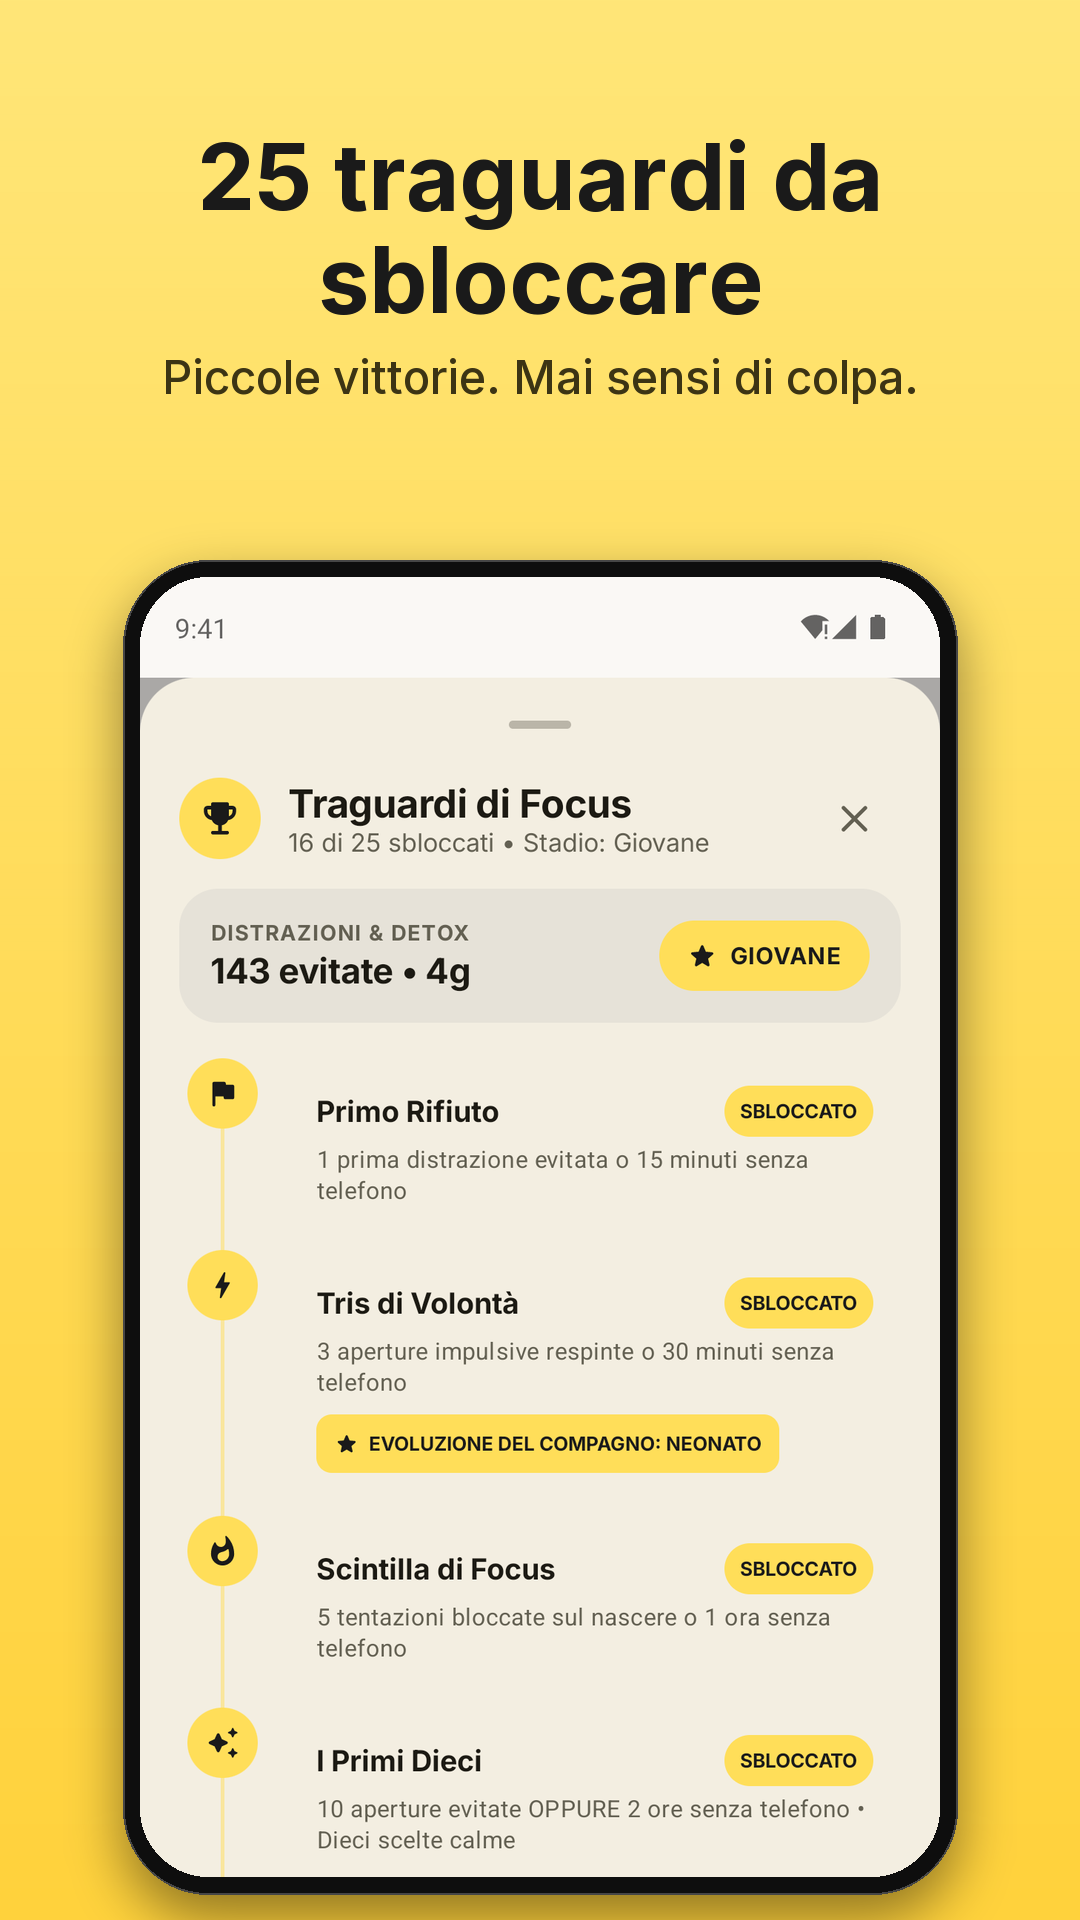 25 traguardi da
sbloccare
Piccole vittorie. Mai sensi di colpa.
9:41
Traguardi di Focus
16 di 25 sbloccati • Stadio: Giovane
DISTRAZIONI & DETOX
143 evitate • 4g
GIOVANE
Primo Rifiuto
SBLOCCATO
1 prima distrazione evitata o 15 minuti senza
telefono
Tris di Volontà
SBLOCCATO
3 aperture impulsive respinte o 30 minuti senza
telefono
EVOLUZIONE DEL COMPAGNO: NEONATO
Scintilla di Focus
SBLOCCATO
5 tentazioni bloccate sul nascere o 1 ora senza
telefono
I Primi Dieci
SBLOCCATO
10 aperture evitate OPPURE 2 ore senza telefono •
Dieci scelte calme